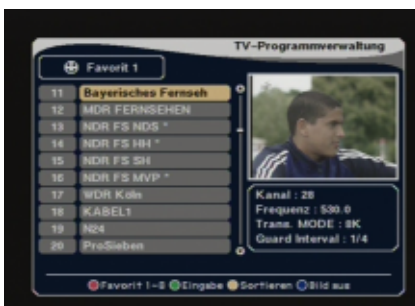 TV-Programmverwaltung
Favorit 1
11 Bayerisches Fernseh
12 MDR FERNSEHEN
13 NDR FS NDS *
14 NDR FS HH *
15 NDR FS SH
16 NDR FS MVP *
17 WDR Köln
18 KABEL1
19 N24
20 ProSieben
Kanal : 28
Frequenz : 530.0
Trans. MODE : 8K
Guard Interval : 1/4
Favorit 1-8 Eingabe Sortieren Bild aus